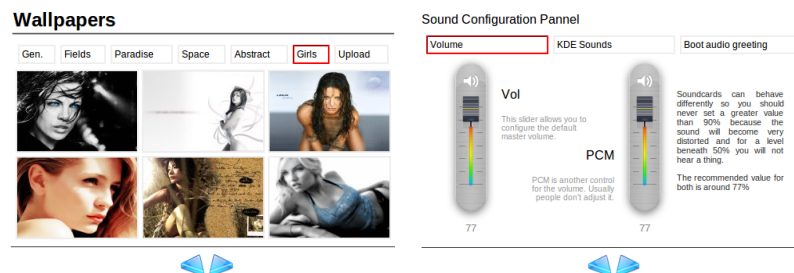 Wallpapers
Gen. Fields Paradise Space Abstract Girls Upload
Sound Configuration Pannel
Volume KDE Sounds Boot audio greeting
Vol
This slider allows you to
configure the default
master volume.
PCM
PCM is another control
for the volume. Usually
people don't adjust it.
77
77
Soundcards can behave
differently so you should
never set a greater value
than 90% because the
sound will become very
distorted and for a level
beneath 50% you will not
hear a thing.
The recommended value for
both is around 77%